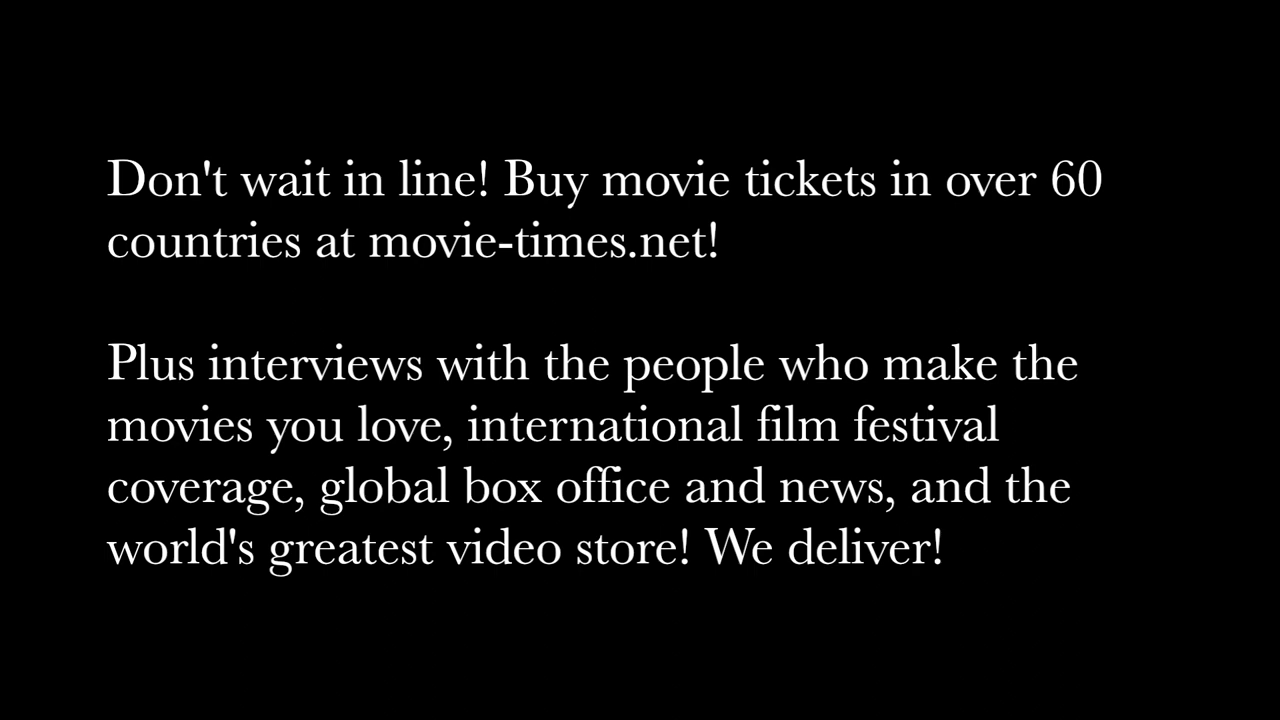 Don't wait in line! Buy movie tickets in over 60
countries at movie-times.net!
Plus interviews with the people who make the
movies you love, international film festival
coverage, global box office and news, and the
world's greatest video store! We deliver!